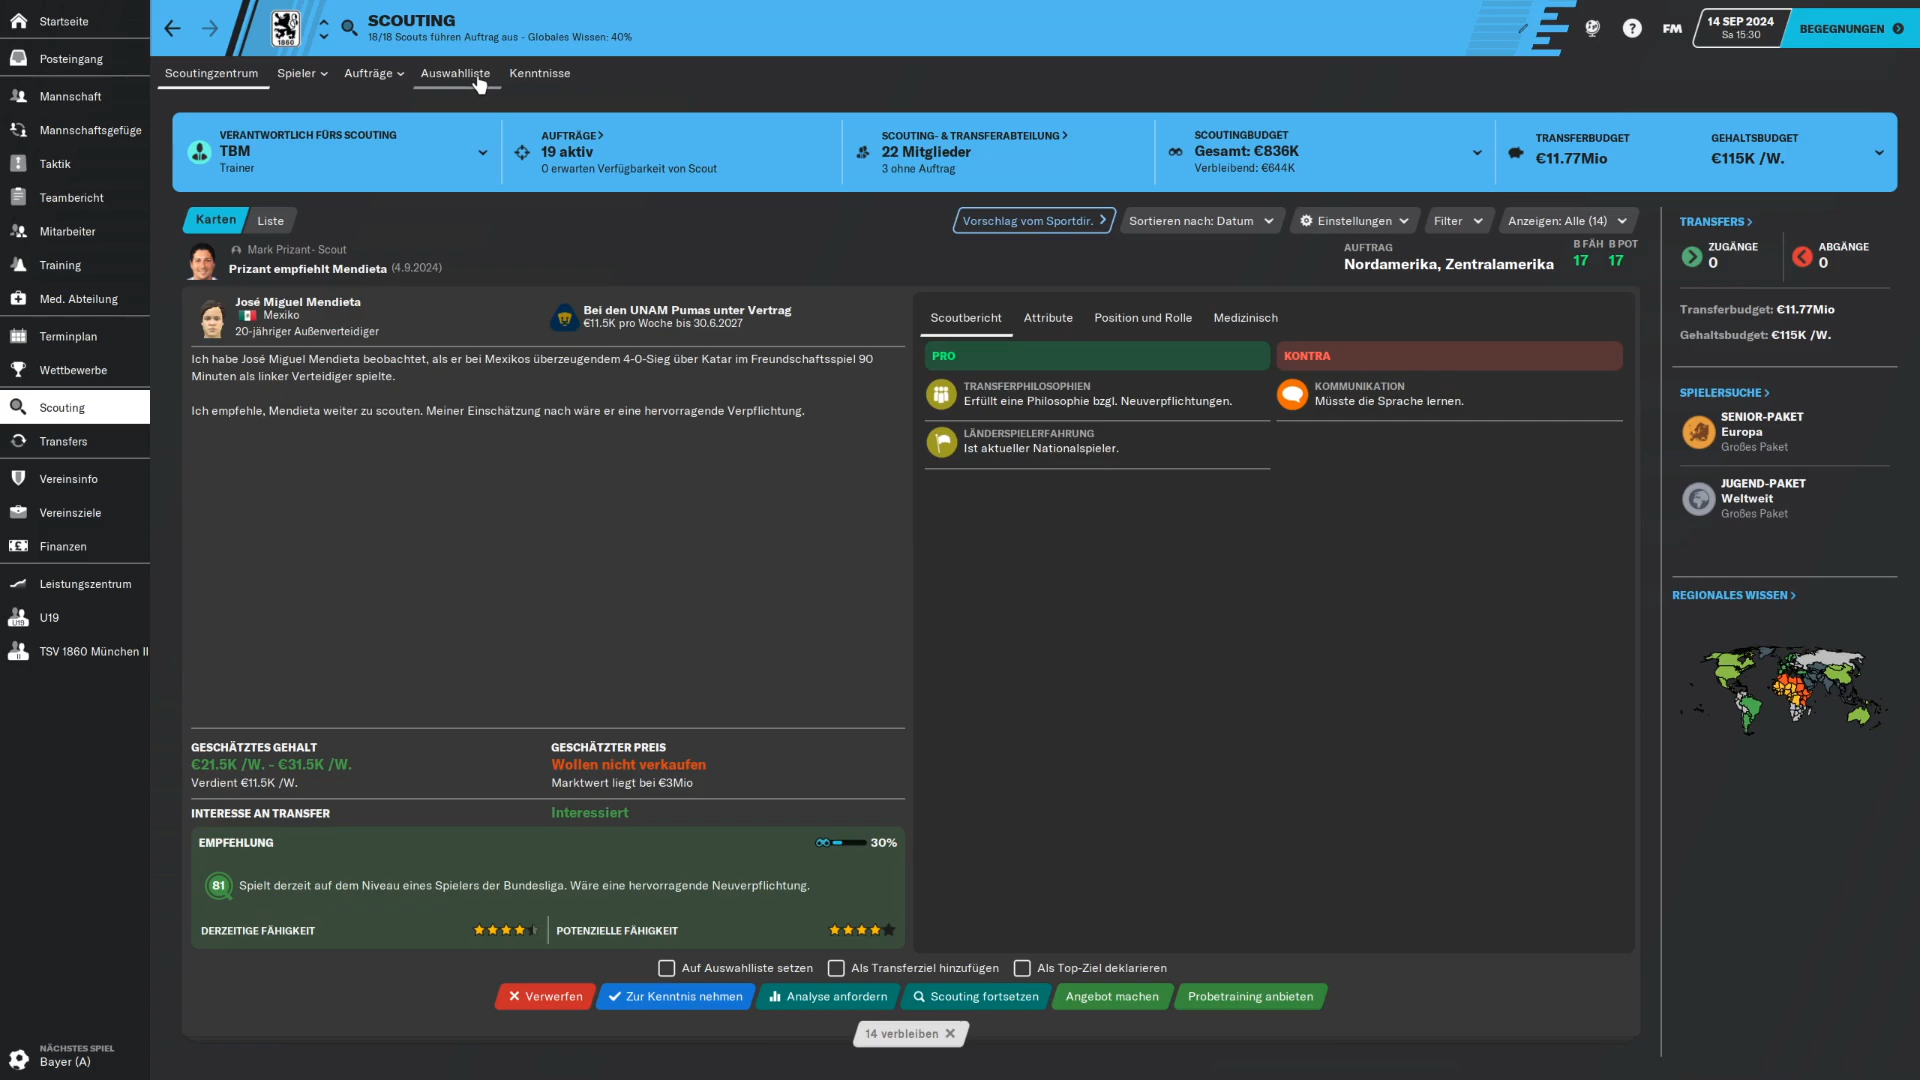 Startseite
Posteingang
Mannschaft
Mannschaftsgefüge
Taktik
Teambericht
Mitarbeiter
Training
Med. Abteilung
Terminplan
Wettbewerbe
Scouting
Transfers
Vereinsinfo
Vereinsziele
Finanzen
Leistungszentrum
U19
TSV 1860 München II
NÄCHSTES SPIEL
Bayer (A)
1860
SCOUTING
18/18 Scouts führen Auftrag aus - Globales Wissen: 40%
FM
14 SEP 2024
Sa 15:30
BEGEGNUNGEN
Scoutingzentrum
Spieler
Aufträge
Auswahlliste
Kenntnisse
VERANTWORTLICH FÜRS SCOUTING
TBM
Trainer
AUFTRÄGE
19 aktiv
0 erwarten Verfügbarkeit von Scout
SCOUTING- & TRANSFERABTEILUNG
22 Mitglieder
3 ohne Auftrag
SCOUTINGBUDGET
Gesamt: €836K
Verbleibend: €644K
TRANSFERBUDGET
€11.77Mio
GEHALTSBUDGET
€115K /W.
Karten
Liste
Vorschlag vom Sportdir.
Sortieren nach: Datum
Einstellungen
Filter
Anzeigen: Alle (14)
Mark Prizant - Scout
Prizant empfiehlt Mendieta (4.9.2024)
AUFTRAG
Nordamerika, Zentralamerika
B FÄH B POT
17 17
José Miguel Mendieta
Mexiko
20-jähriger Außenverteidiger
Bei den UNAM Pumas unter Vertrag
€11.5K pro Woche bis 30.6.2027
Ich habe José Miguel Mendieta beobachtet, als er bei Mexikos überzeugendem 4-0-Sieg über Katar im Freundschaftsspiel 90
Minuten als linker Verteidiger spielte.
Ich empfehle, Mendieta weiter zu scouten. Meiner Einschätzung nach wäre er eine hervorragende Verpflichtung.
GESCHÄTZTES GEHALT
€21.5K /W. - €31.5K /W.
Verdient €11.5K /W.
GESCHÄTZTER PREIS
Wollen nicht verkaufen
Marktwert liegt bei €3Mio
INTERESSE AN TRANSFER
Interessiert
EMPFEHLUNG
30%
81
Spielt derzeit auf dem Niveau eines Spielers der Bundesliga. Wäre eine hervorragende Neuverpflichtung.
DERZEITIGE FÄHIGKEIT
POTENZIELLE FÄHIGKEIT
Scoutbericht
Attribute
Position und Rolle
Medizinisch
PRO
TRANSFERPHILOSOPHIEN
Erfüllt eine Philosophie bzgl. Neuverpflichtungen.
LÄNDERSPIELERFAHRUNG
Ist aktueller Nationalspieler.
KONTRA
KOMMUNIKATION
Müsste die Sprache lernen.
Auf Auswahlliste setzen
Als Transferziel hinzufügen
Als Top-Ziel deklarieren
Verwerfen
Zur Kenntnis nehmen
Analyse anfordern
Scouting fortsetzen
Angebot machen
Probetraining anbieten
14 verbleiben
TRANSFERS
ZUGÄNGE
0
ABGÄNGE
0
Transferbudget: €11.77Mio
Gehaltsbudget: €115K /W.
SPIELERSUCHE
SENIOR-PAKET
Europa
Großes Paket
JUGEND-PAKET
Weltweit
Großes Paket
REGIONALES WISSEN